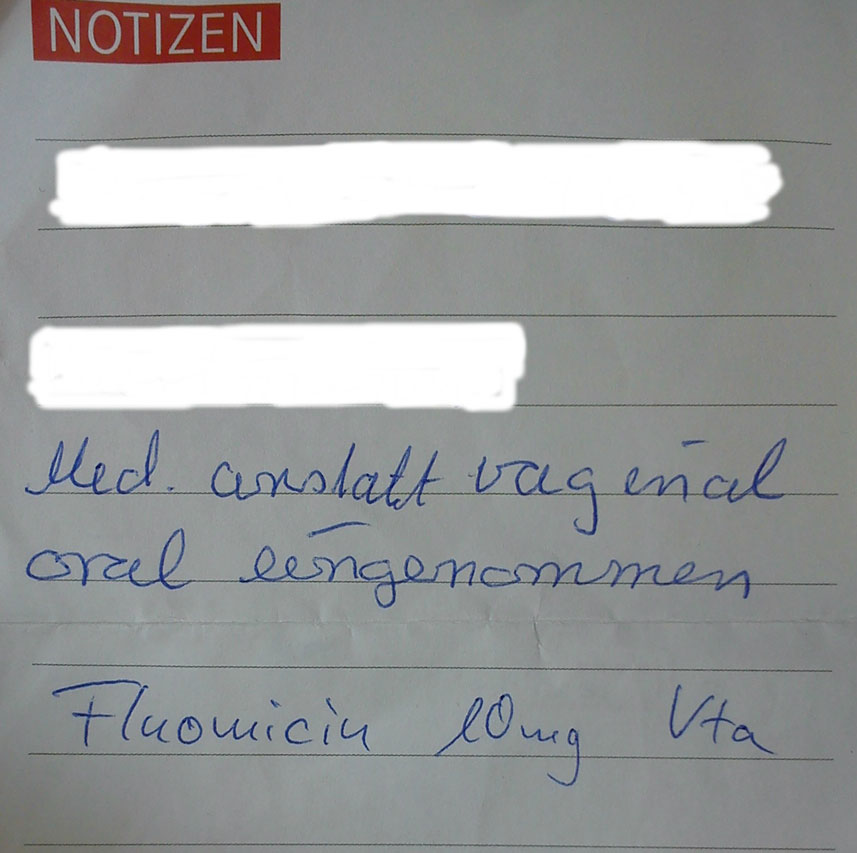 NOTIZEN
Med. anstatt vaginal
oral eingenommen
Fluomicin 10mg Vta